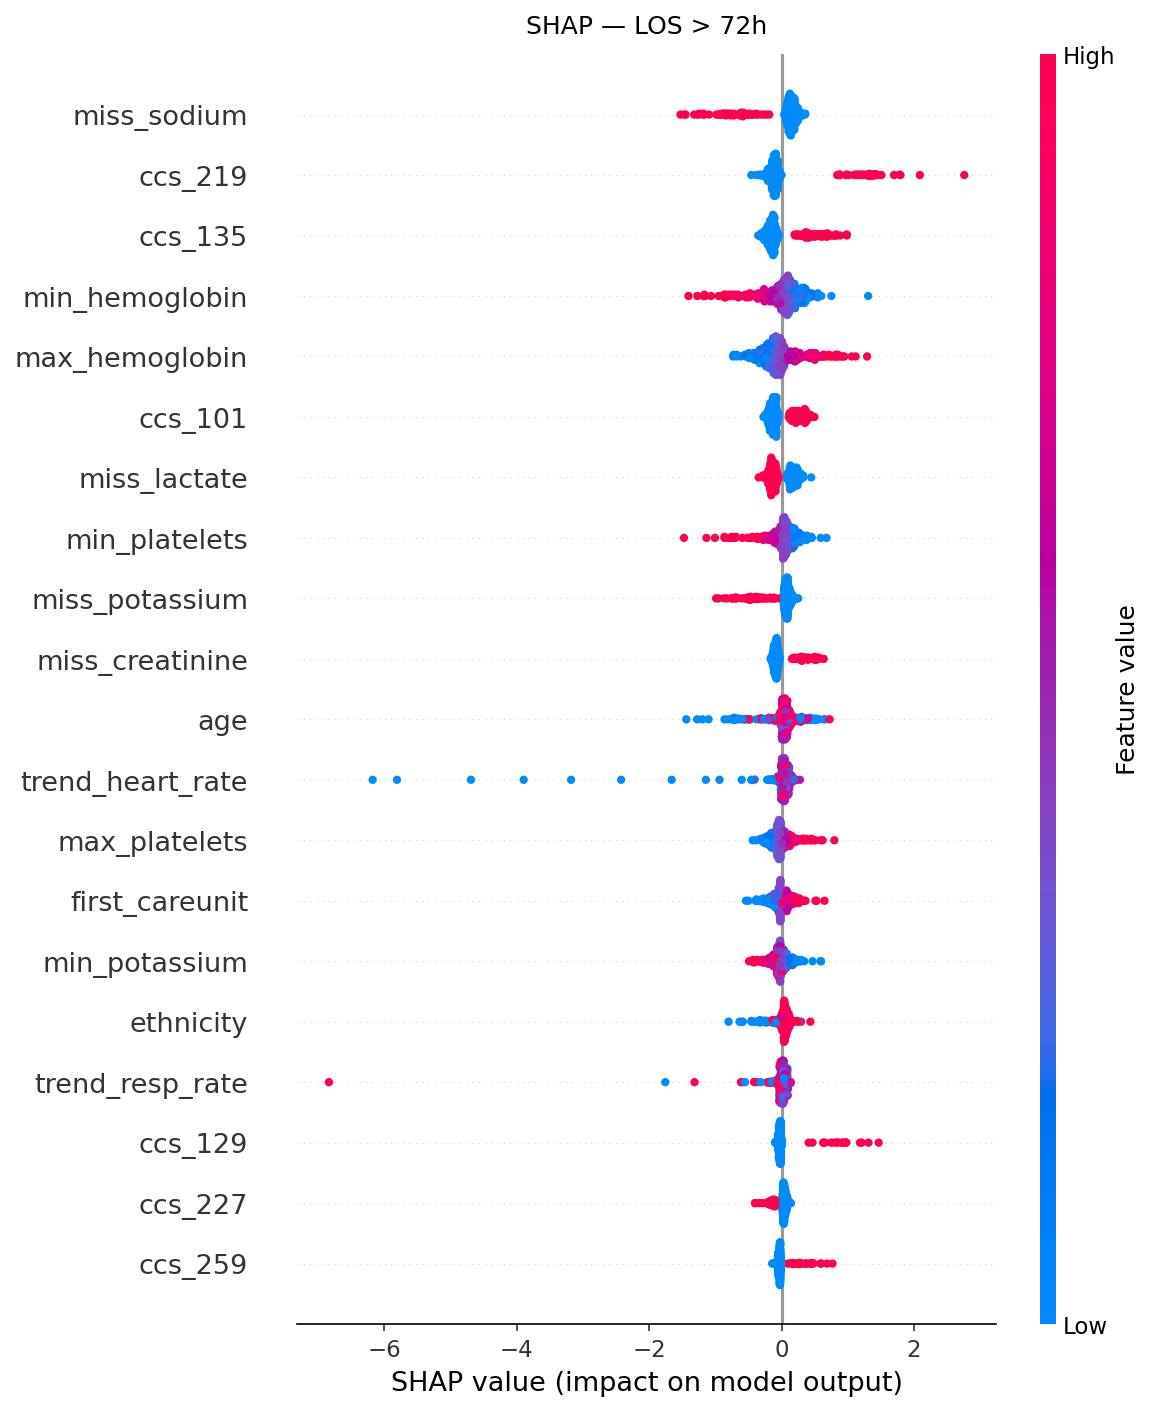 SHAP — LOS > 72h
High
miss_sodium
ccs_219
ccs_135
min_hemoglobin
max_hemoglobin
ccs_101
miss_lactate
min_platelets
miss_potassium
miss_creatinine
age
trend_heart_rate
max_platelets
first_careunit
min_potassium
ethnicity
trend_resp_rate
ccs_129
ccs_227
ccs_259
Feature value
Low
−6 −4 −2 0 2
SHAP value (impact on model output)